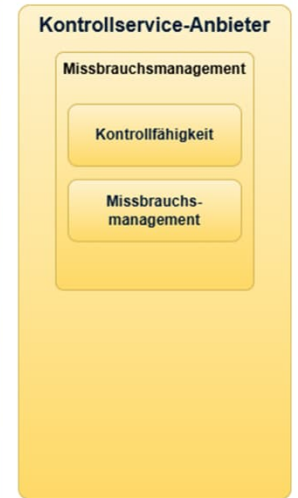 Kontrollservice-Anbieter
Missbrauchsmanagement
Kontrollfähigkeit
Missbrauchs-
management